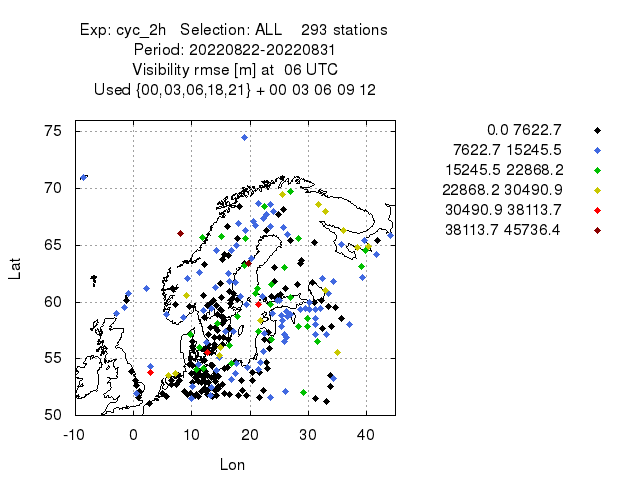 Exp: cyc_2h Selection: ALL 293 stations
Period: 20220822-20220831
Visibility rmse [m] at 06 UTC
Used {00,03,06,18,21} + 00 03 06 09 12
0.0 7622.7
7622.7 15245.5
15245.5 22868.2
22868.2 30490.9
30490.9 38113.7
38113.7 45736.4
75
70
65
60
55
50
Lat
-10 0 10 20 30 40
Lon